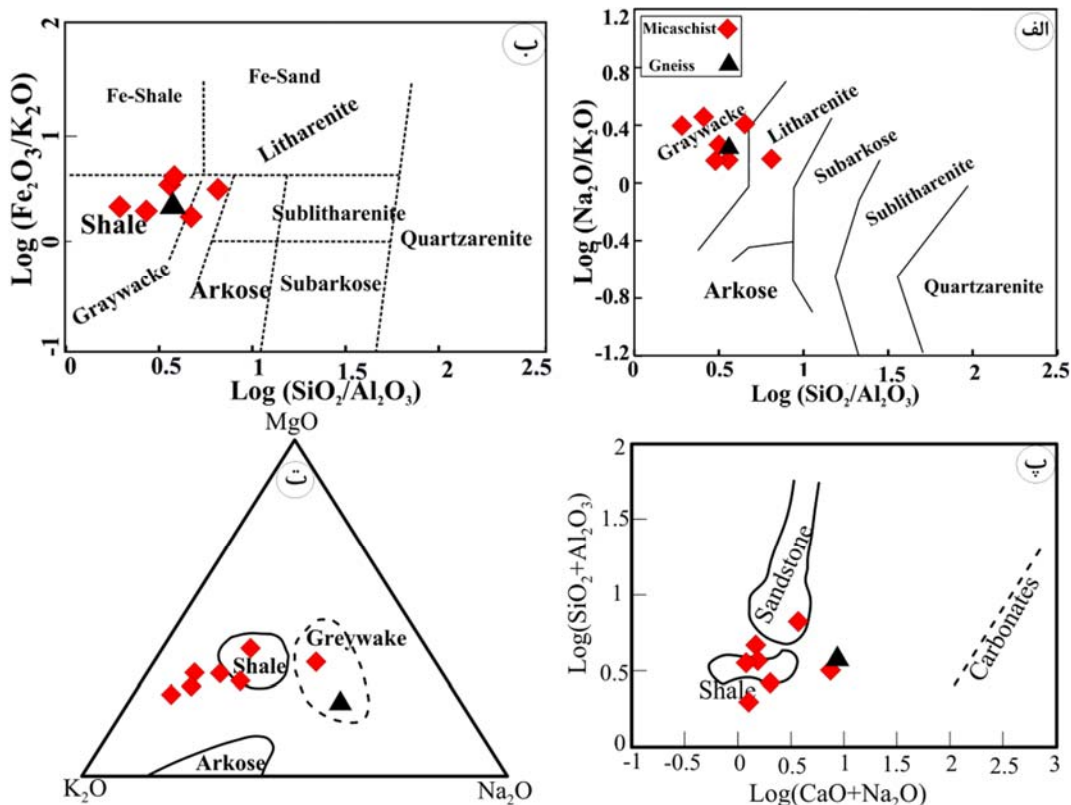 الف
Micaschist
Gneiss
1.2
0.8
0.4
0
-0.4
-0.8
-1.2
Log (Na₂O/K₂O)
Graywacke
Litharenite
Subarkose
Sublitharenite
Arkose
Quartzarenite
0
0.5
1
1.5
2
2.5
Log (SiO₂/Al₂O₃)
ب
2
1
0
-1
Log (Fe₂O₃/K₂O)
Fe-Shale
Fe-Sand
Litharenite
Shale
Sublitharenite
Quartzarenite
Graywacke
Arkose
Subarkose
0
0.5
1
1.5
2
2.5
Log (SiO₂/Al₂O₃)
پ
2
1.5
1
0.5
0
Log(SiO₂+Al₂O₃)
Sandstone
Shale
Carbonates
-1
-0.5
0
0.5
1
1.5
2
2.5
3
Log(CaO+Na₂O)
MgO
ت
Greywake
Shale
Arkose
K₂O
Na₂O